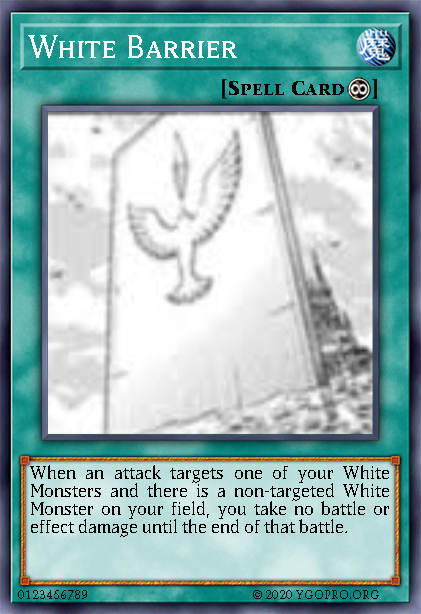 White Barrier
魔
[Spell Card∞]
When an attack targets one of your White
Monsters and there is a non-targeted White
Monster on your field, you take no battle or
effect damage until the end of that battle.
0123456789 © 2020 YGOPRO.ORG